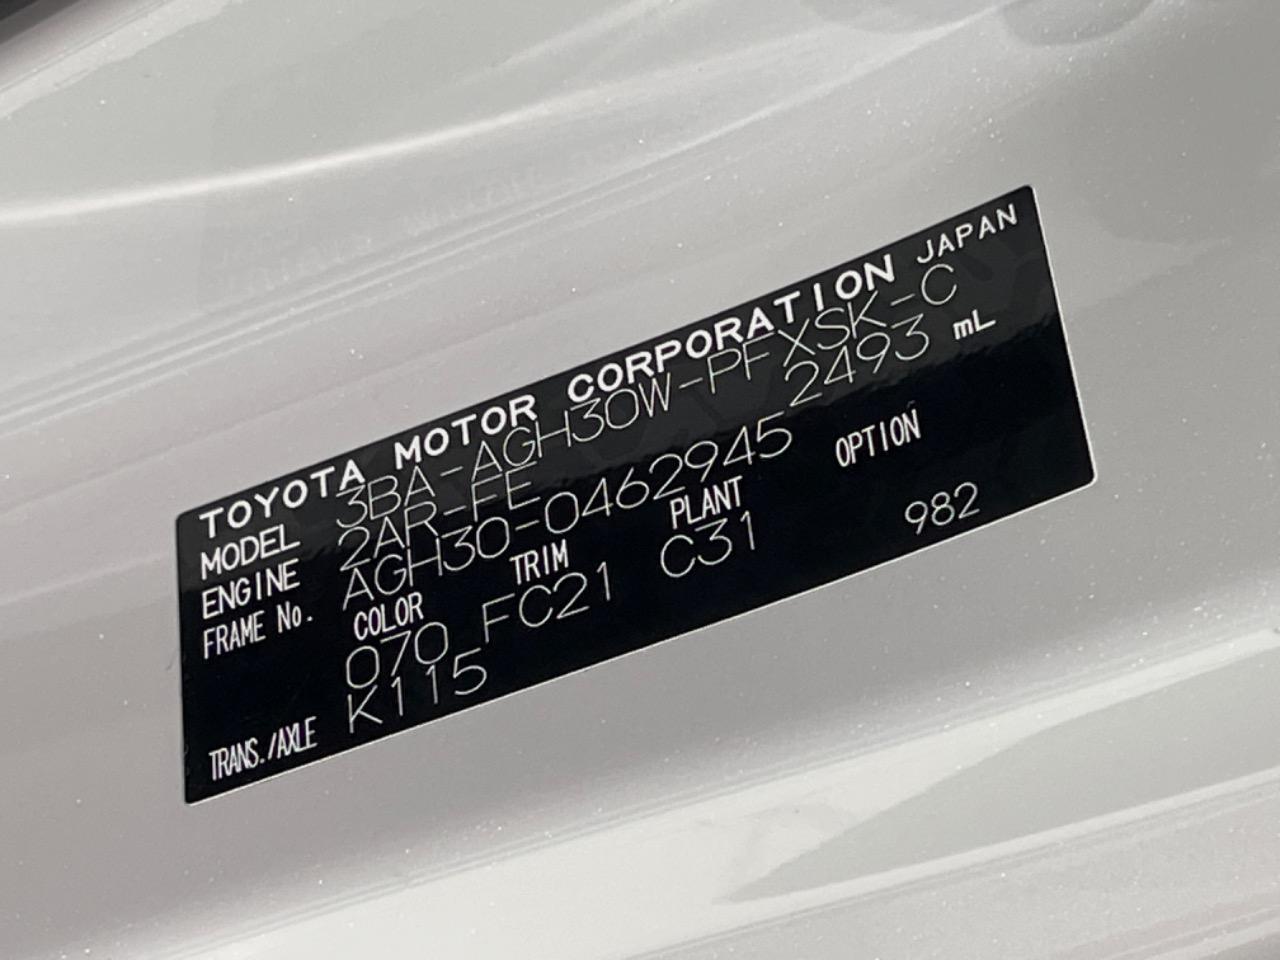 TOYOTA MOTOR CORPORATION JAPAN
MODEL 3BA-AGH30W-PFXSK-C
ENGINE 2AR-FE 2493 mL
FRAME No. AGH30-0462945
COLOR TRIM PLANT OPTION
070 FC21 C31 982
TRANS./AXLE K115